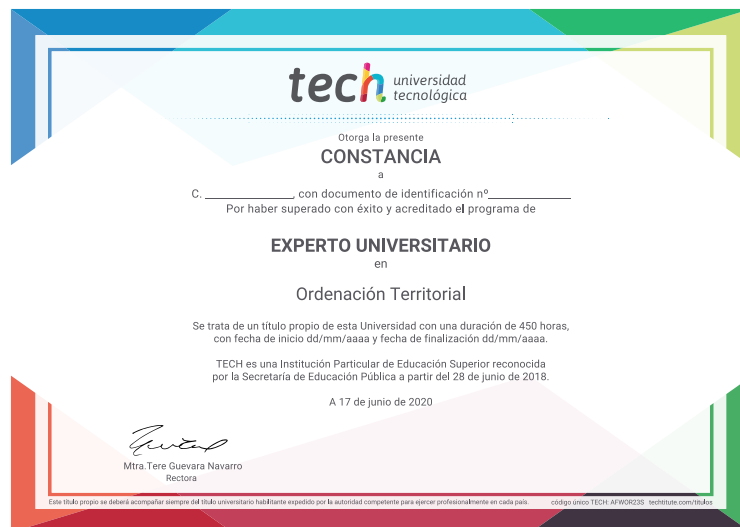 tech universidad
tecnológica
Otorga la presente
CONSTANCIA
a
C. ______________, con documento de identificación nº_____________
Por haber superado con éxito y acreditado el programa de
EXPERTO UNIVERSITARIO
en
Ordenación Territorial
Se trata de un título propio de esta Universidad con una duración de 450 horas,
con fecha de inicio dd/mm/aaaa y fecha de finalización dd/mm/aaaa.
TECH es una Institución Particular de Educación Superior reconocida
por la Secretaría de Educación Pública a partir del 28 de junio de 2018.
A 17 de junio de 2020
Mtra.Tere Guevara Navarro
Rectora
Este título propio se deberá acompañar siempre del título universitario habilitante expedido por la autoridad competente para ejercer profesionalmente en cada país. código único TECH: AFWOR23S techtitute.com/titulos